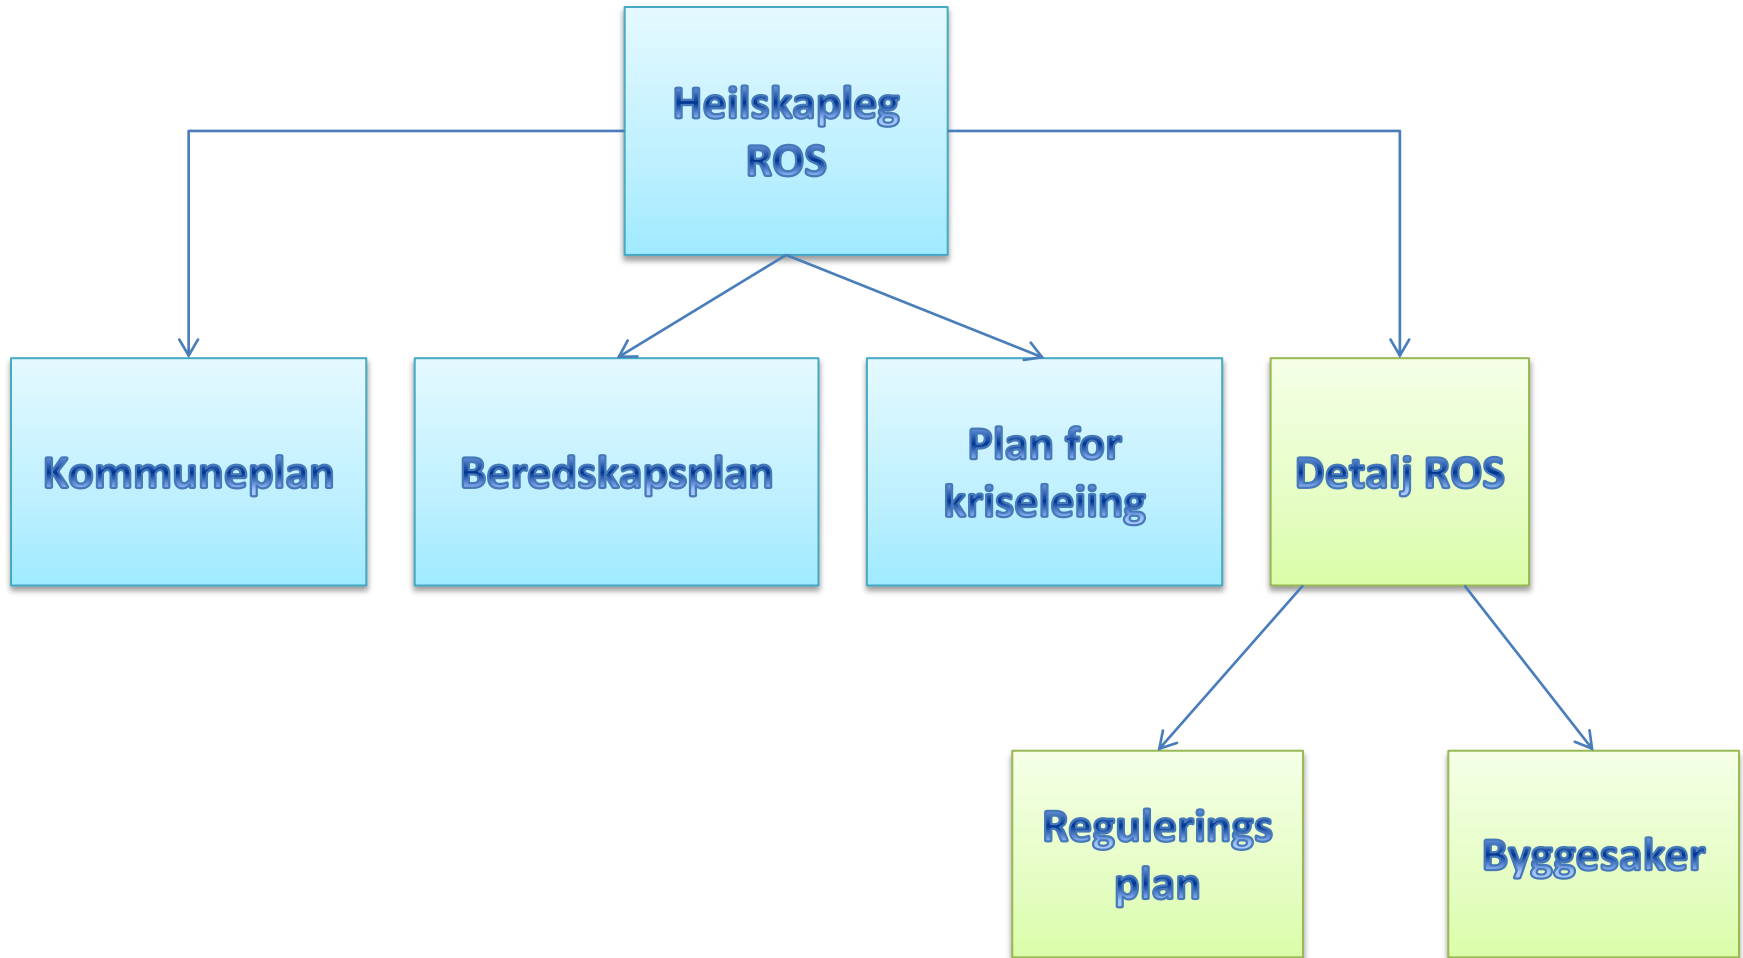 Heilskapleg
ROS
Kommuneplan
Beredskapsplan
Plan for
kriseleiing
Detalj ROS
Regulerings
plan
Byggesaker